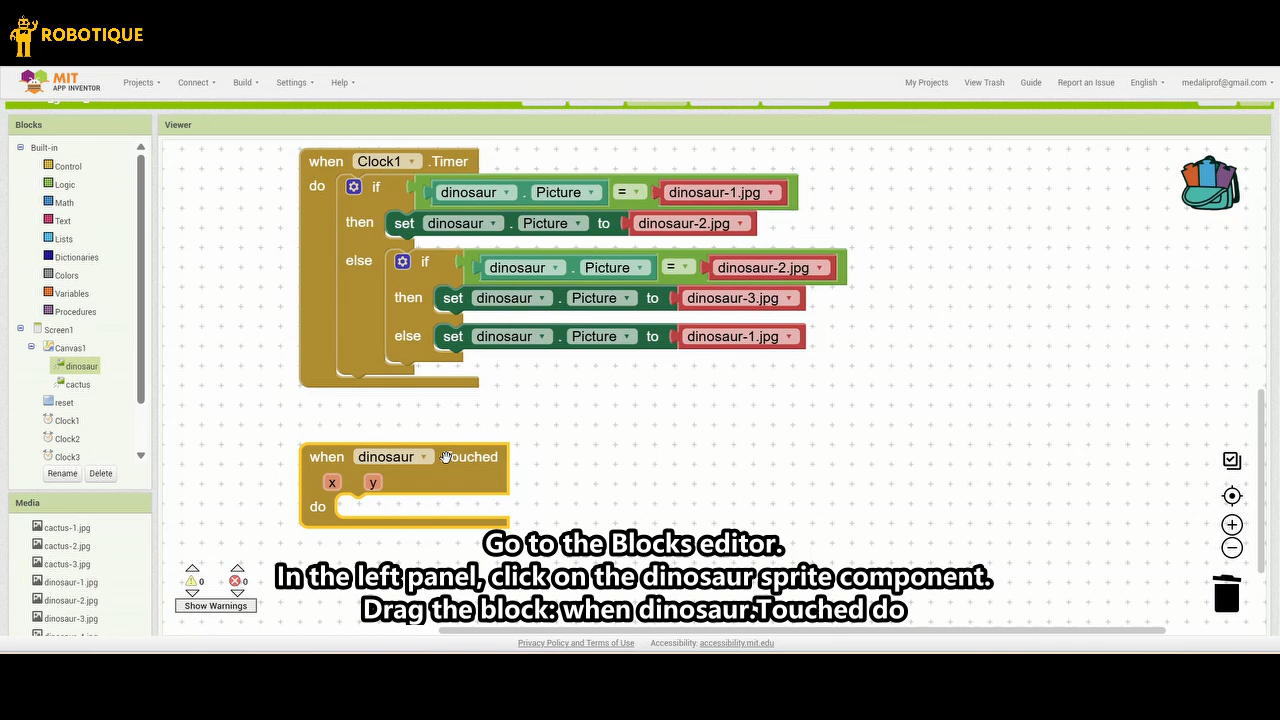 ROBOTIQUE
MIT
APP INVENTOR
Projects
Connect
Build
Settings
Help
My Projects
View Trash
Guide
Report an Issue
English
medaliprof@gmail.com
Blocks
Viewer
Built-in
Control
Logic
Math
Text
Lists
Dictionaries
Colors
Variables
Procedures
Screen1
Canvas1
dinosaur
cactus
reset
Clock1
Clock2
Clock3
Rename
Delete
Media
cactus-1.jpg
cactus-2.jpg
cactus-3.jpg
dinosaur-1.jpg
dinosaur-2.jpg
dinosaur-3.jpg
when Clock1 .Timer
do if dinosaur . Picture = dinosaur-1.jpg
then set dinosaur . Picture to dinosaur-2.jpg
else if dinosaur . Picture = dinosaur-2.jpg
then set dinosaur . Picture to dinosaur-3.jpg
else set dinosaur . Picture to dinosaur-1.jpg
when dinosaur .Touched
x y
do
0 0
Show Warnings
Go to the Blocks editor.
In the left panel, click on the dinosaur sprite component.
Drag the block: when dinosaur.Touched do
Privacy Policy and Terms of Use
Accessibility: accessibility.mit.edu